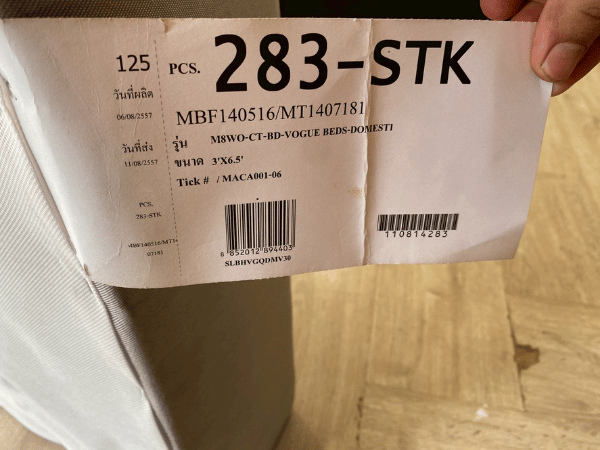 125 PCS. 283-STK
วันที่ผลิต
06/08/2557
วันที่ส่ง
11/08/2557
PCS.
283-STK
MBF140516/MT14
07181
MBF140516/MT1407181
รุ่น M8WO-CT-BD-VOGUE BEDS-DOMESTI
ขนาด 3'X6.5'
Tick # / MACA001-06
8 852012 894403
SLBHVGQDMV30
110814283